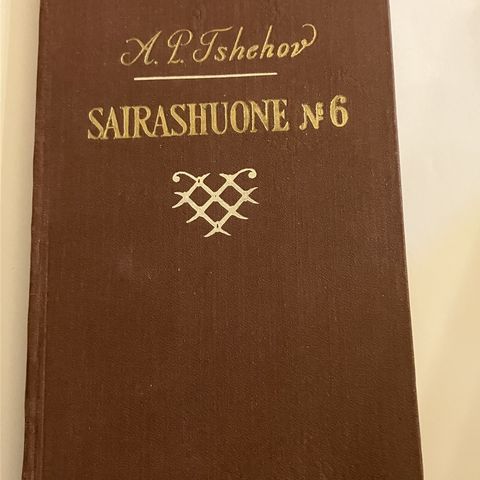 A. P. Tshehov
SAIRASHUONE № 6